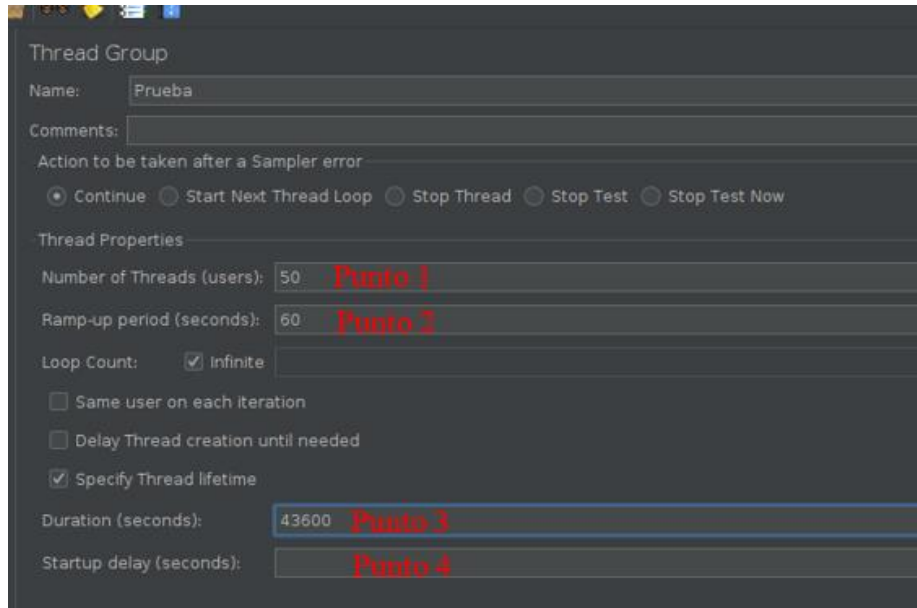 Thread Group
Name: Prueba
Comments:
Action to be taken after a Sampler error
Continue Start Next Thread Loop Stop Thread Stop Test Stop Test Now
Thread Properties
Number of Threads (users): 50 Punto 1
Ramp-up period (seconds): 60 Punto 2
Loop Count: Infinite
Same user on each iteration
Delay Thread creation until needed
Specify Thread lifetime
Duration (seconds): 43600 Punto 3
Startup delay (seconds): Punto 4